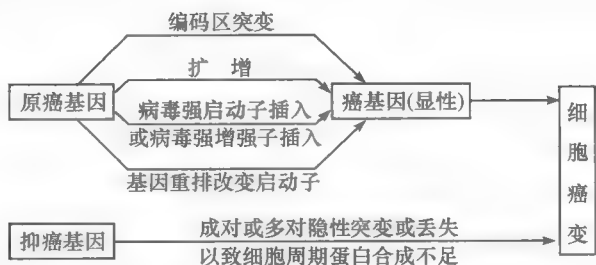 编码区突变
扩 增
原癌基因
病毒强启动子插入
或病毒强增强子插入
癌基因(显性)
基因重排改变启动子
细胞癌变
抑癌基因
成对或多对隐性突变或丢失
以致细胞周期蛋白合成不足